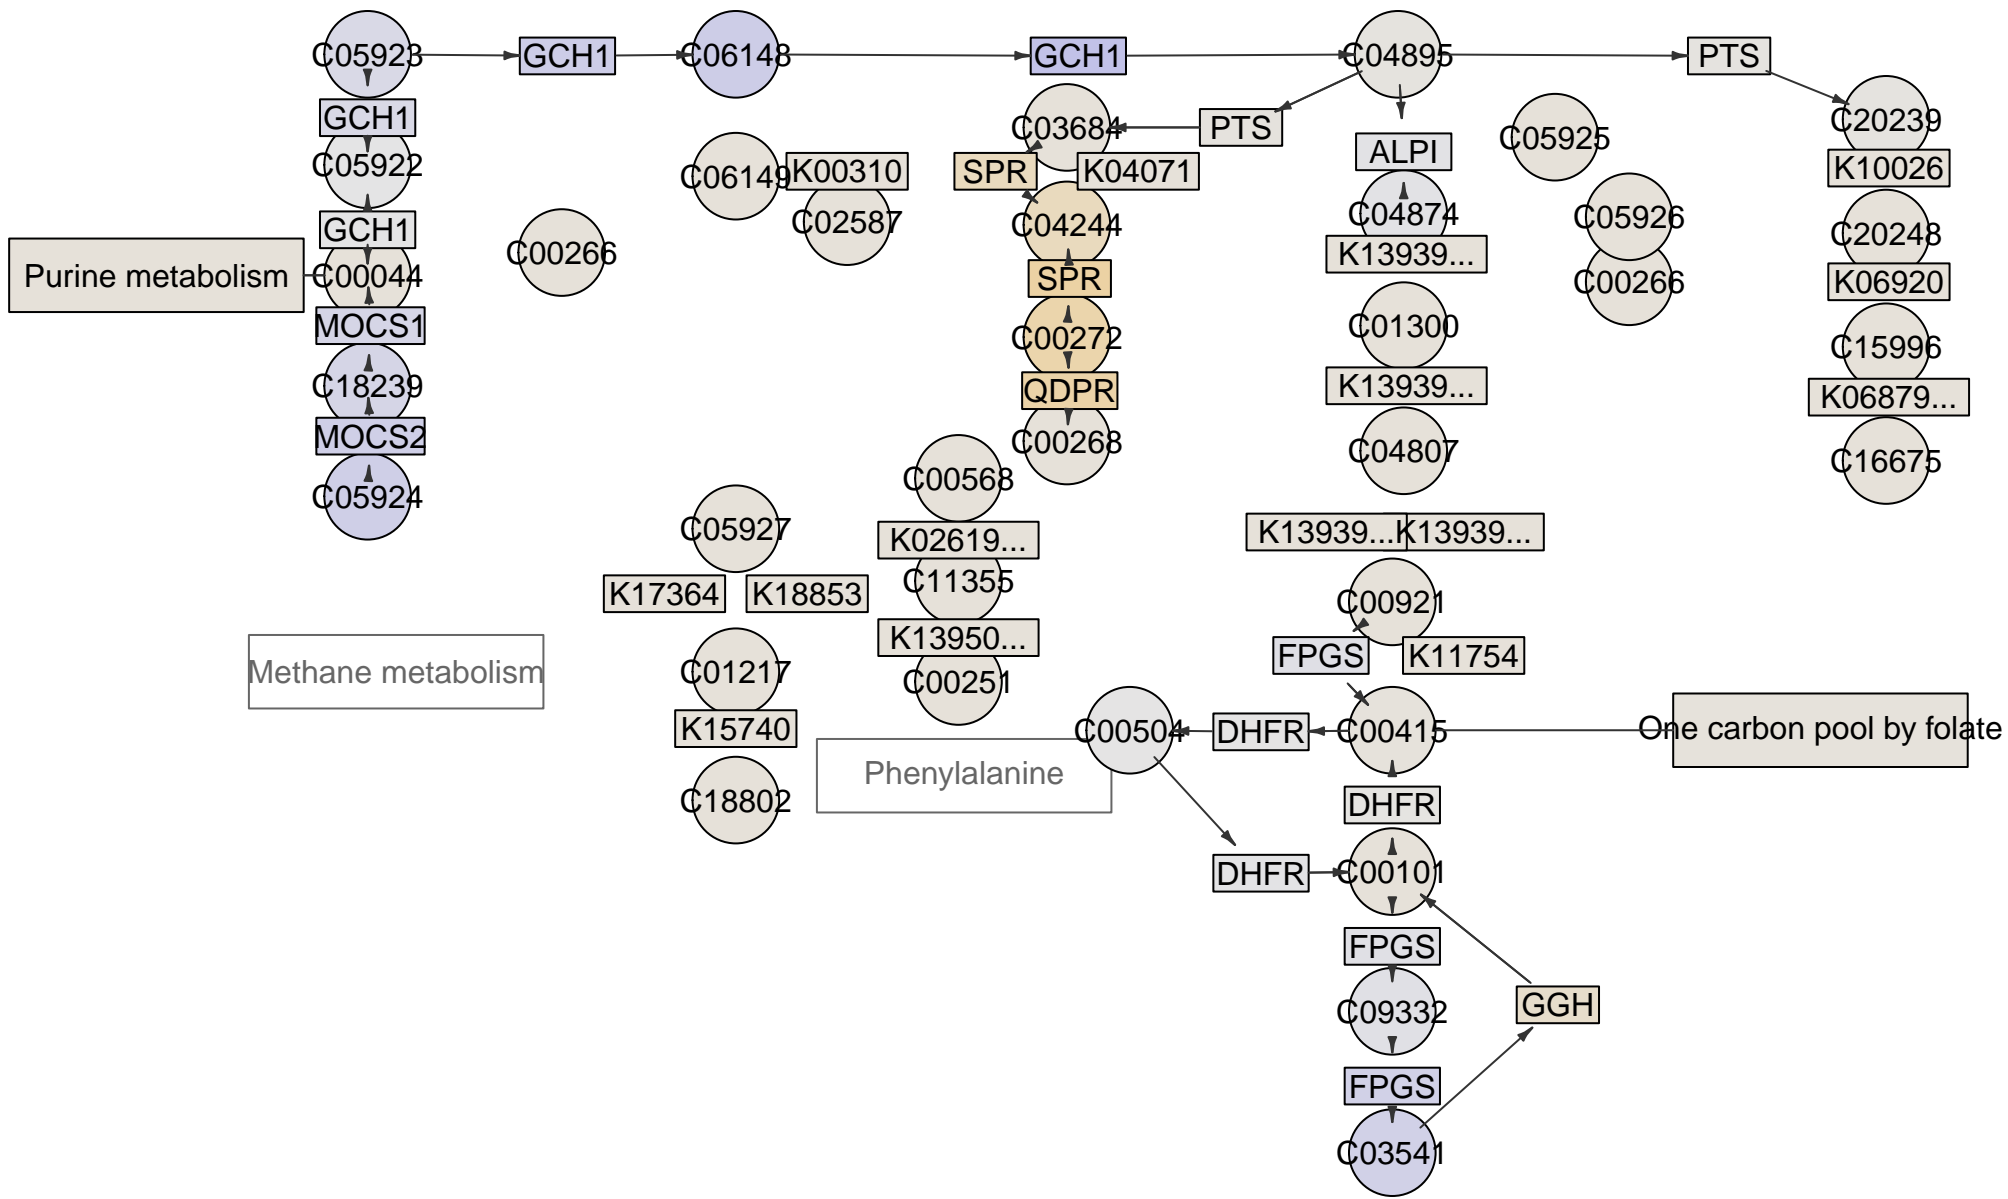 C05923
GCH1
C06148
GCH1
C04895
PTS
GCH1
C03684
PTS
C05925
C20239
C05922
C06149
K00310
SPR
K04071
ALPI
K10026
GCH1
C00266
C02587
C04244
C04874
C05926
C20248
Purine metabolism
C00044
SPR
K13939...
C00266
K06920
MOCS1
C00272
C01300
C15996
C18239
QDPR
K13939...
K06879...
MOCS2
C00268
C04807
C16675
C05924
C00568
C05927
K02619...
K13939...
K13939...
K17364
K18853
C11355
C00921
Methane metabolism
K13950...
FPGS
K11754
C01217
C00251
K15740
C00504
DHFR
C00415
One carbon pool by folate
Phenylalanine
C18802
DHFR
DHFR
C00101
FPGS
C09332
GGH
FPGS
C03541